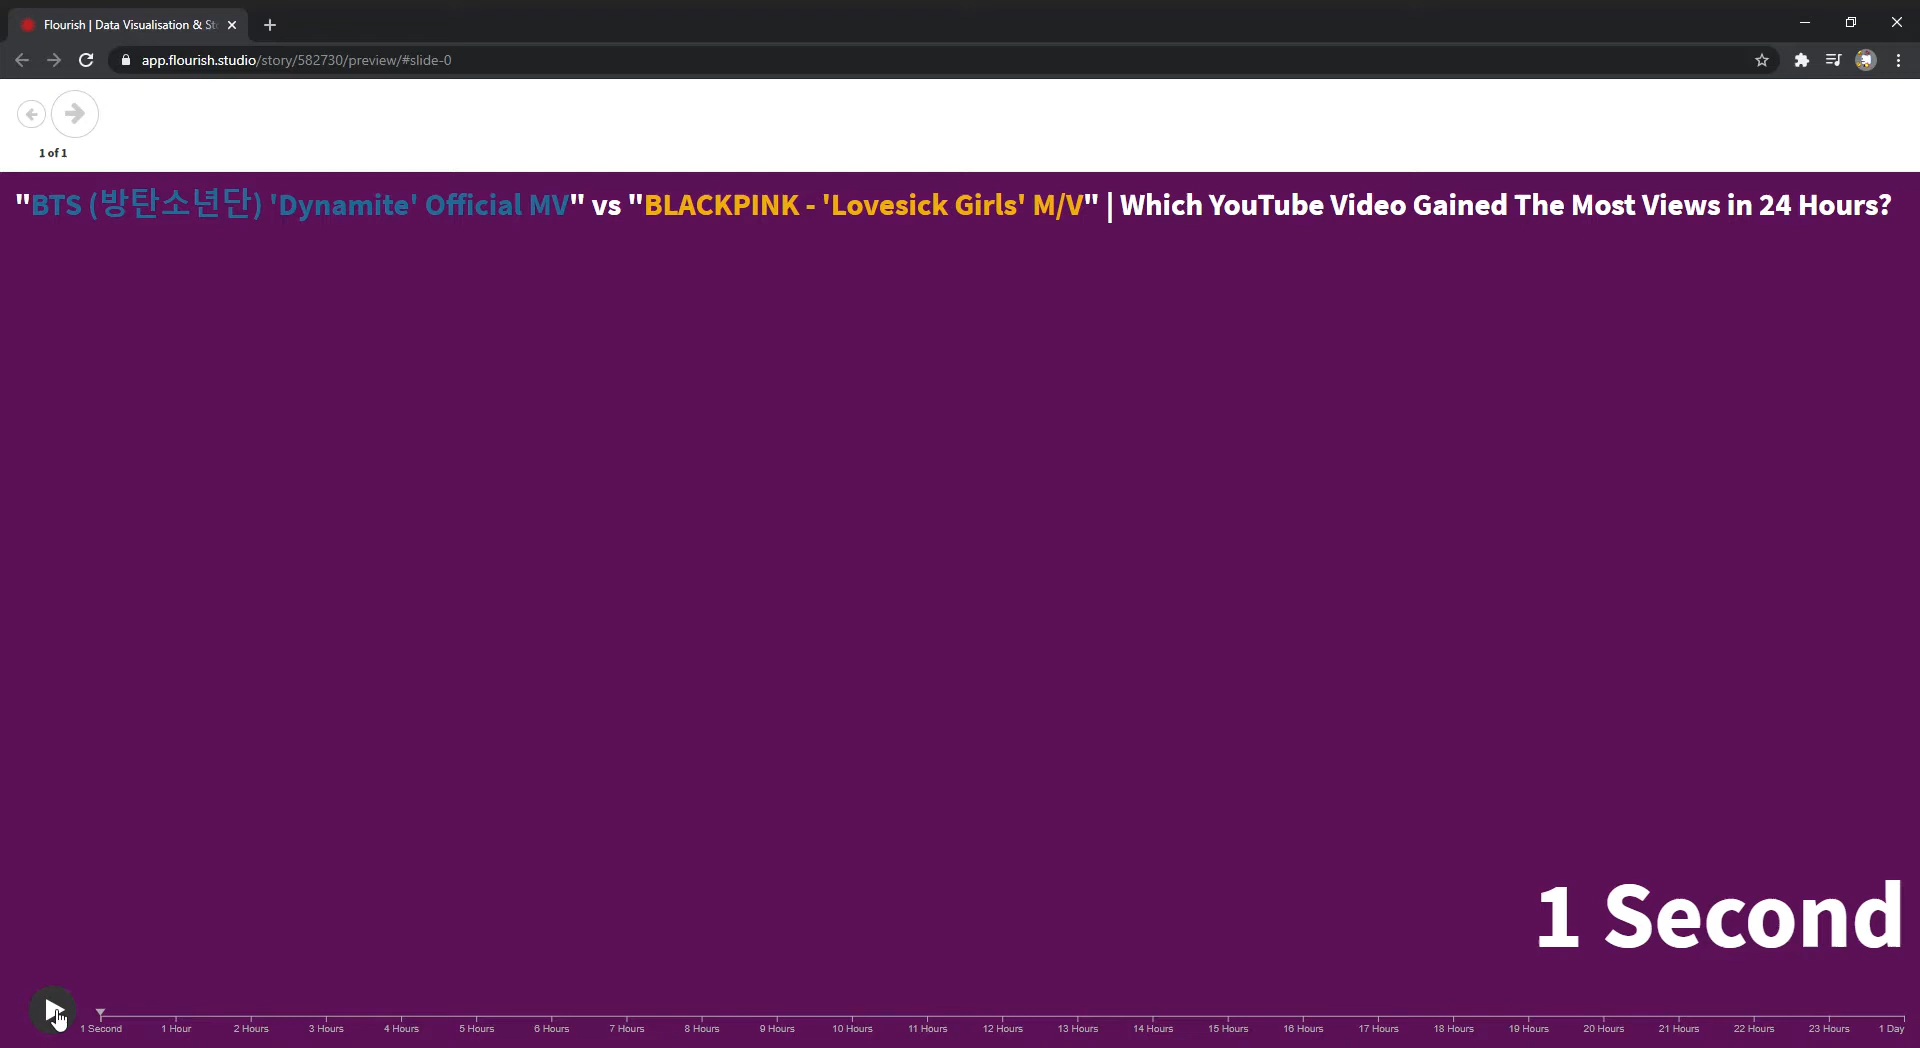 Flourish | Data Visualisation & St
app.flourish.studio/story/582730/preview/#slide-0
1 of 1
"BTS (방탄소년단) 'Dynamite' Official MV" vs "BLACKPINK - 'Lovesick Girls' M/V" | Which YouTube Video Gained The Most Views in 24 Hours?
1 Second
1 Second 1 Hour 2 Hours 3 Hours 4 Hours 5 Hours 6 Hours 7 Hours 8 Hours 9 Hours 10 Hours 11 Hours 12 Hours 13 Hours 14 Hours 15 Hours 16 Hours 17 Hours 18 Hours 19 Hours 20 Hours 21 Hours 22 Hours 23 Hours 1 Day